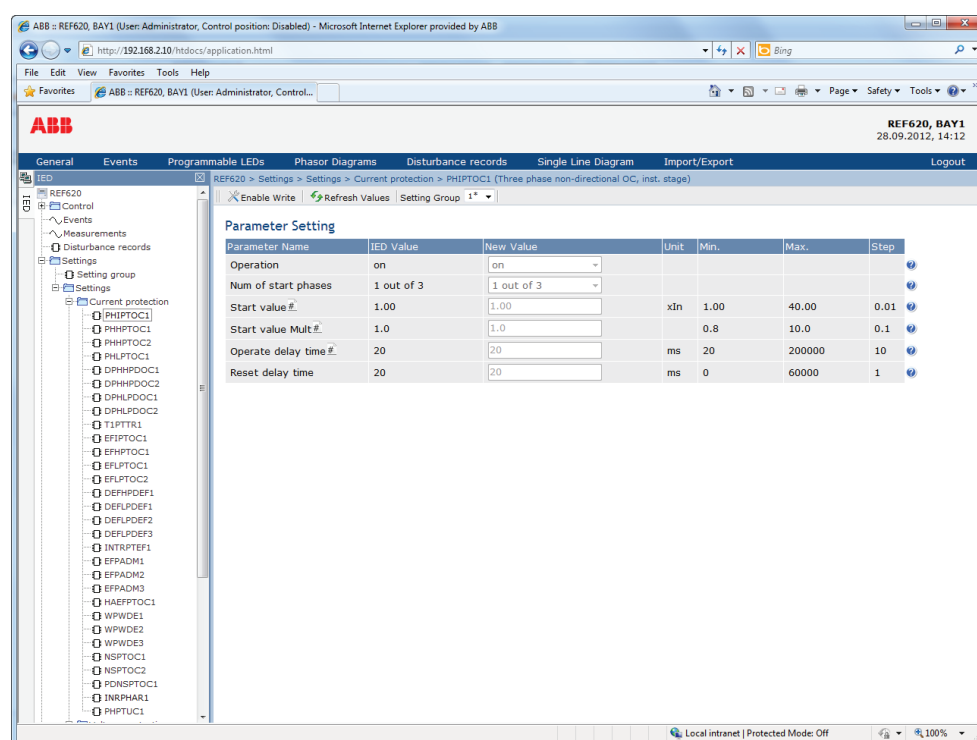 ABB :: REF620, BAY1 (User: Administrator, Control position: Disabled) - Microsoft Internet Explorer provided by ABB
http://192.168.2.10/htdocs/application.html
Bing
File Edit View Favorites Tools Help
Favorites ABB :: REF620, BAY1 (User: Administrator, Control... Page Safety Tools
ABB
REF620, BAY1
28.09.2012, 14:12
General Events Programmable LEDs Phasor Diagrams Disturbance records Single Line Diagram Import/Export Logout
IED
IED
REF620 > Settings > Settings > Current protection > PHIPTOC1 (Three phase non-directional OC, inst. stage)
Enable Write Refresh Values Setting Group 1*
REF620
Control
Events
Measurements
Disturbance records
Settings
Setting group
Settings
Current protection
PHIPTOC1
PHHPTOC1
PHHPTOC2
PHLPTOC1
DPHHPDOC1
DPHHPDOC2
DPHLPDOC1
DPHLPDOC2
T1PTTR1
EFIPTOC1
EFHPTOC1
EFLPTOC1
EFLPTOC2
DEFHPDEF1
DEFLPDEF1
DEFLPDEF2
DEFLPDEF3
INTRPTEF1
EFPADM1
EFPADM2
EFPADM3
HAEFPTOC1
WPWDE1
WPWDE2
WPWDE3
NSPTOC1
NSPTOC2
PDNSPTOC1
INRPHAR1
PHPTUC1
Parameter Setting
Parameter Name IED Value New Value Unit Min. Max. Step
Operation on on
Num of start phases 1 out of 3 1 out of 3
Start value # 1.00 1.00 xIn 1.00 40.00 0.01
Start value Mult # 1.0 1.0 0.8 10.0 0.1
Operate delay time # 20 20 ms 20 200000 10
Reset delay time 20 20 ms 0 60000 1
Local intranet | Protected Mode: Off 100%